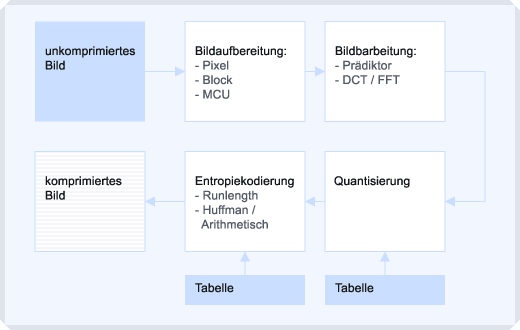 unkomprimiertes
Bild
Bildaufbereitung:
- Pixel
- Block
- MCU
Bildbarbeitung:
- Prädiktor
- DCT / FFT
komprimiertes
Bild
Entropiekodierung
- Runlength
- Huffman /
Arithmetisch
Quantisierung
Tabelle
Tabelle